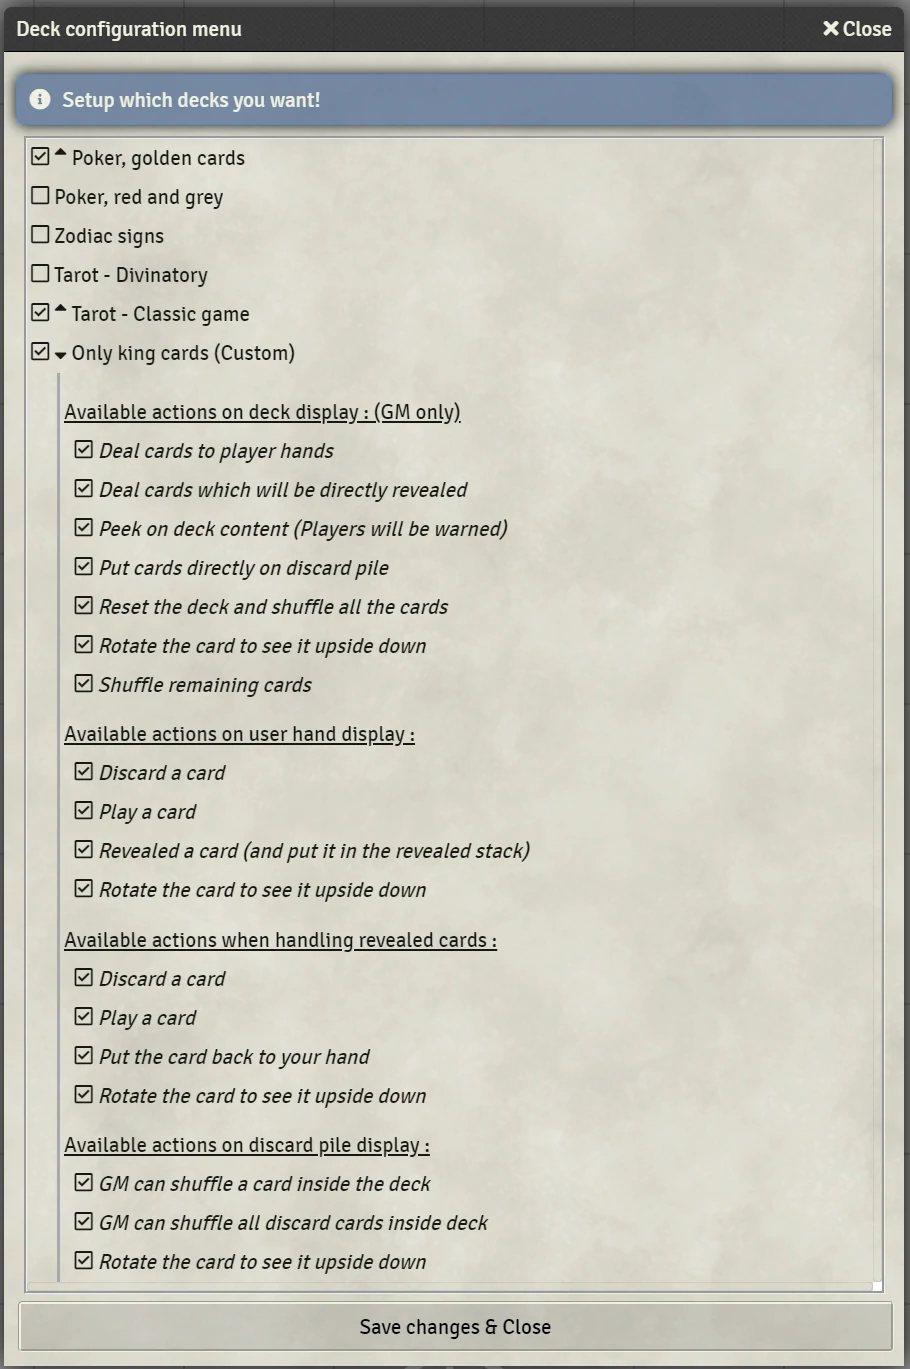 Deck configuration menu
Close
Setup which decks you want!
Poker, golden cards
Poker, red and grey
Zodiac signs
Tarot - Divinatory
Tarot - Classic game
Only king cards (Custom)
Available actions on deck display : (GM only)
Deal cards to player hands
Deal cards which will be directly revealed
Peek on deck content (Players will be warned)
Put cards directly on discard pile
Reset the deck and shuffle all the cards
Rotate the card to see it upside down
Shuffle remaining cards
Available actions on user hand display :
Discard a card
Play a card
Revealed a card (and put it in the revealed stack)
Rotate the card to see it upside down
Available actions when handling revealed cards :
Discard a card
Play a card
Put the card back to your hand
Rotate the card to see it upside down
Available actions on discard pile display :
GM can shuffle a card inside the deck
GM can shuffle all discard cards inside deck
Rotate the card to see it upside down
Save changes & Close